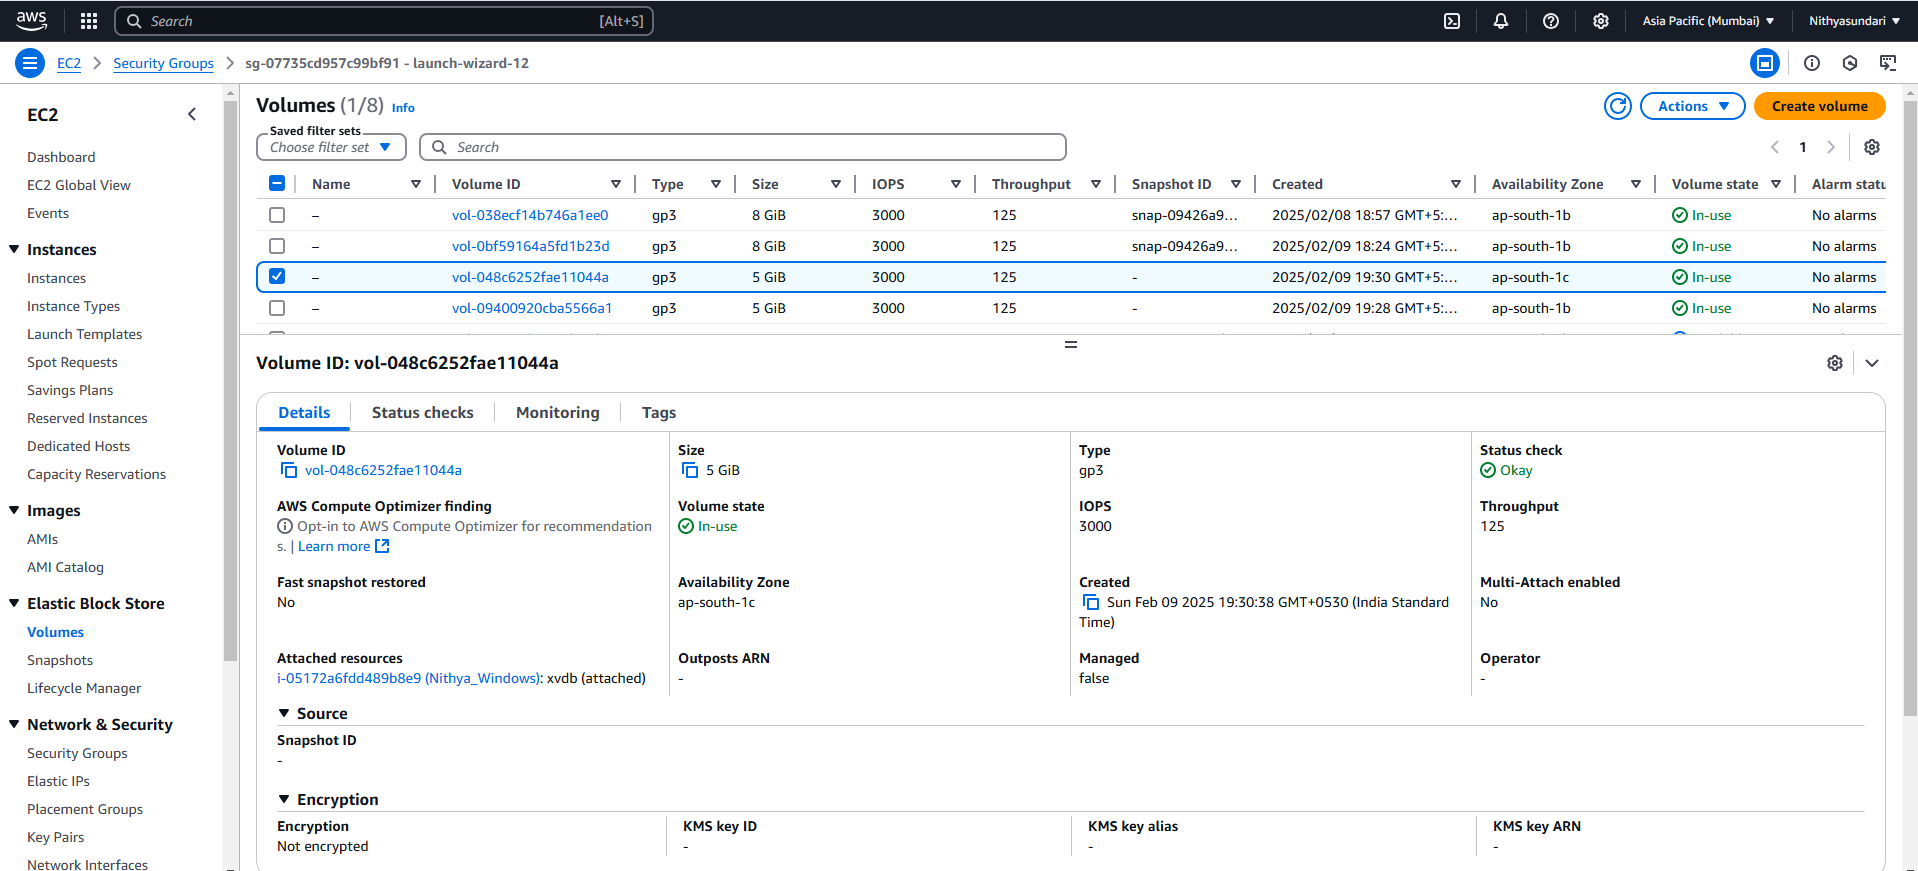 aws Search [Alt+S] Asia Pacific (Mumbai) Nithyasundari
EC2 Security Groups sg-07735cd957c99bf91 - launch-wizard-12
EC2
Dashboard
EC2 Global View
Events
Instances
Instances
Instance Types
Launch Templates
Spot Requests
Savings Plans
Reserved Instances
Dedicated Hosts
Capacity Reservations
Images
AMIs
AMI Catalog
Elastic Block Store
Volumes
Snapshots
Lifecycle Manager
Network & Security
Security Groups
Elastic IPs
Placement Groups
Key Pairs
Network Interfaces
Volumes (1/8) Info Actions Create volume
Saved filter sets
Choose filter set Search 1
Name Volume ID Type Size IOPS Throughput Snapshot ID Created Availability Zone Volume state Alarm statu
– vol-038ecf14b746a1ee0 gp3 8 GiB 3000 125 snap-09426a9... 2025/02/08 18:57 GMT+5:... ap-south-1b In-use No alarms
– vol-0bf59164a5fd1b23d gp3 8 GiB 3000 125 snap-09426a9... 2025/02/09 18:24 GMT+5:... ap-south-1b In-use No alarms
– vol-048c6252fae11044a gp3 5 GiB 3000 125 - 2025/02/09 19:30 GMT+5:... ap-south-1c In-use No alarms
– vol-09400920cba5566a1 gp3 5 GiB 3000 125 - 2025/02/09 19:28 GMT+5:... ap-south-1b In-use No alarms
Volume ID: vol-048c6252fae11044a
Details Status checks Monitoring Tags
Volume ID Size Type Status check
vol-048c6252fae11044a 5 GiB gp3 Okay
AWS Compute Optimizer finding Volume state IOPS Throughput
Opt-in to AWS Compute Optimizer for recommendation In-use 3000 125
s. | Learn more
Fast snapshot restored Availability Zone Created Multi-Attach enabled
No ap-south-1c Sun Feb 09 2025 19:30:38 GMT+0530 (India Standard No
Time)
Attached resources Outposts ARN Managed Operator
i-05172a6fdd489b8e9 (Nithya_Windows): xvdb (attached) - false -
Source
Snapshot ID
-
Encryption
Encryption KMS key ID KMS key alias KMS key ARN
Not encrypted - - -